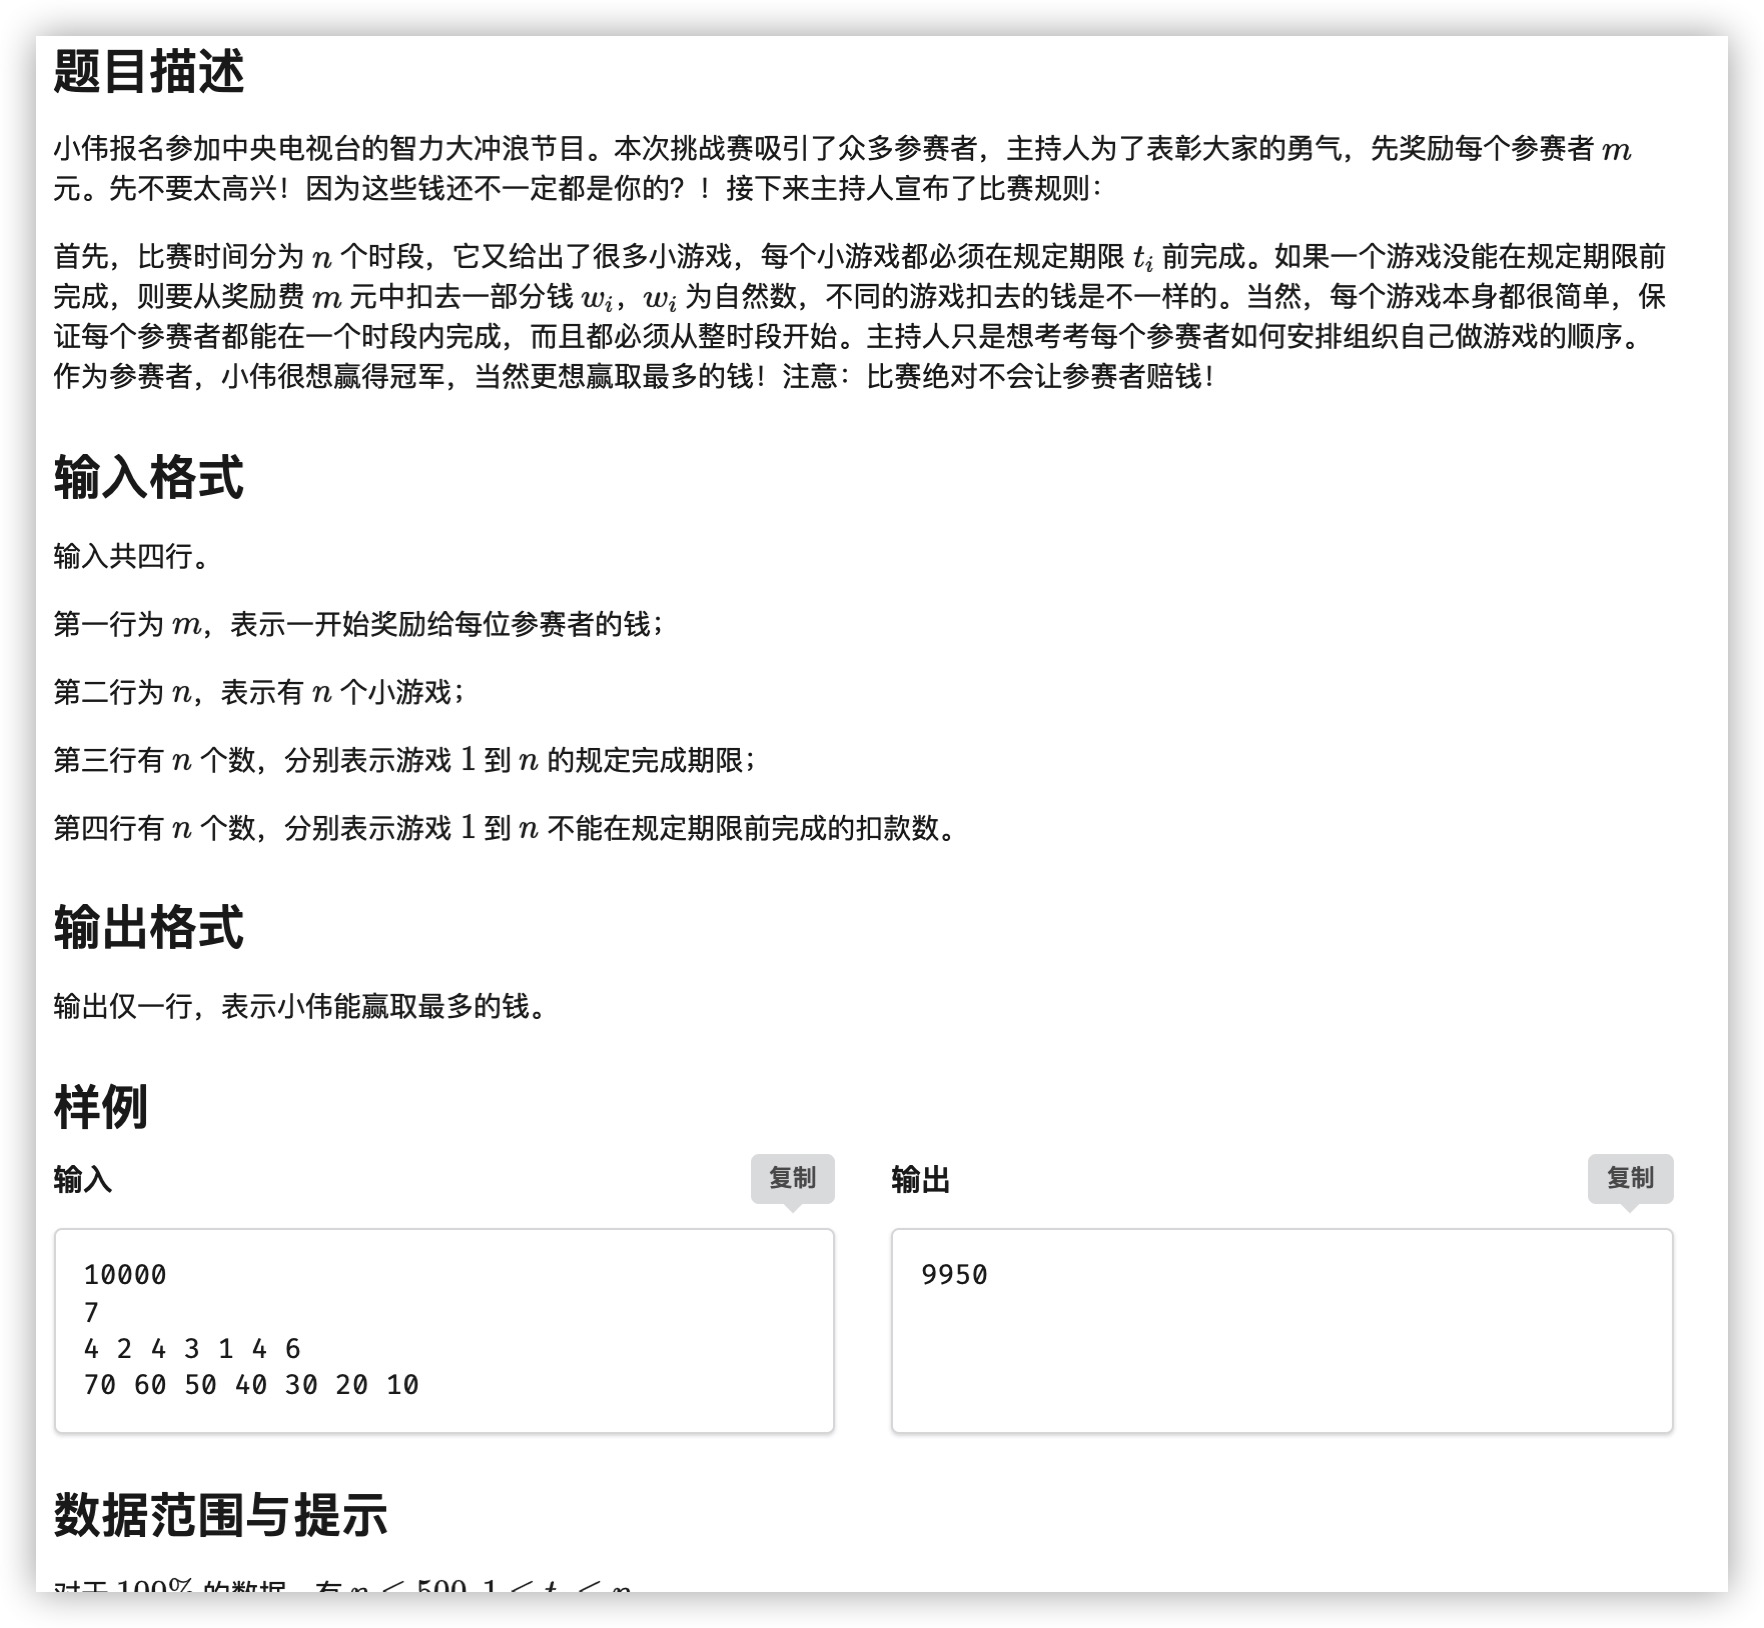 题目描述
小伟报名参加中央电视台的智力大冲浪节目。本次挑战赛吸引了众多参赛者，主持人为了表彰大家的勇气，先奖励每个参赛者 m
元。先不要太高兴！因为这些钱还不一定都是你的？！接下来主持人宣布了比赛规则：
首先，比赛时间分为 n 个时段，它又给出了很多小游戏，每个小游戏都必须在规定期限 t_i 前完成。如果一个游戏没能在规定期限前
完成，则要从奖励费 m 元中扣去一部分钱 w_i，w_i 为自然数，不同的游戏扣去的钱是不一样的。当然，每个游戏本身都很简单，保
证每个参赛者都能在一个时段内完成，而且都必须从整时段开始。主持人只是想考考每个参赛者如何安排组织自己做游戏的顺序。
作为参赛者，小伟很想赢得冠军，当然更想赢取最多的钱！注意：比赛绝对不会让参赛者赔钱！
输入格式
输入共四行。
第一行为 m，表示一开始奖励给每位参赛者的钱；
第二行为 n，表示有 n 个小游戏；
第三行有 n 个数，分别表示游戏 1 到 n 的规定完成期限；
第四行有 n 个数，分别表示游戏 1 到 n 不能在规定期限前完成的扣款数。
输出格式
输出仅一行，表示小伟能赢取最多的钱。
样例
输入 复制
10000
7
4 2 4 3 1 4 6
70 60 50 40 30 20 10
输出 复制
9950
数据范围与提示
对于 100% 的数据，有 n ≤ 500, 1 ≤ t_i ≤ n